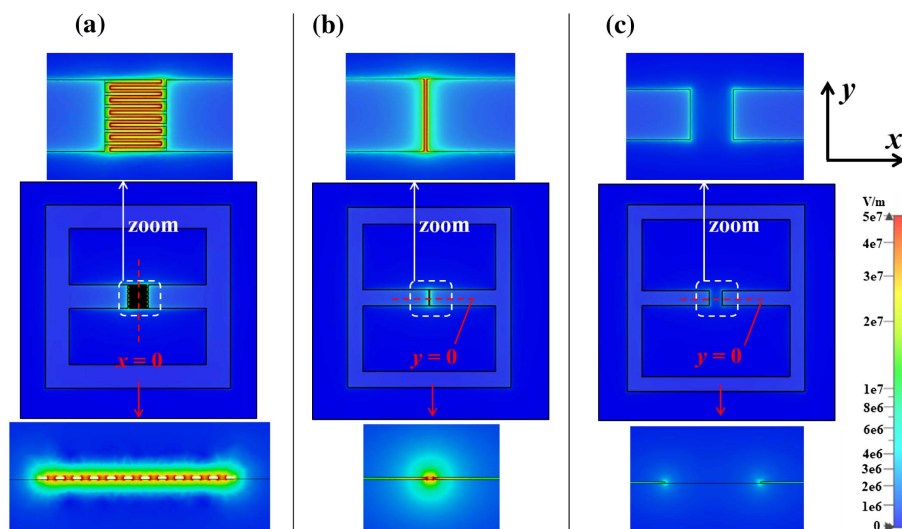 (a)
(b)
(c)
y
x
zoom
zoom
zoom
x = 0
y = 0
y = 0
V/m
5e7
4e7
3e7
2e7
1e7
8e6
6e6
4e6
3e6
2e6
1e6
0